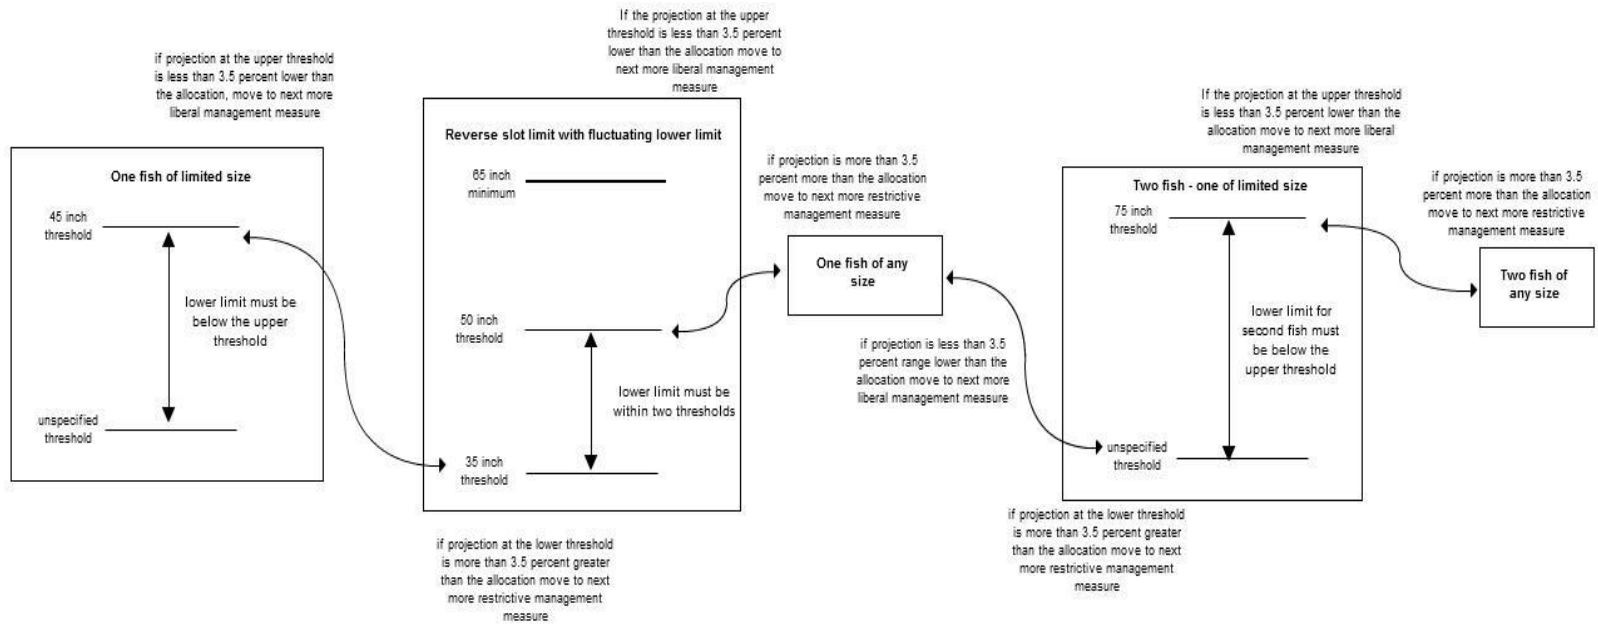 if projection at the upper threshold
is less than 3.5 percent lower than
the allocation, move to next more
liberal management measure
One fish of limited size
45 inch
threshold
lower limit must be
below the upper
threshold
unspecified
threshold
If the projection at the upper
threshold is less than 3.5 percent
lower than the allocation move to
next more liberal management
measure
Reverse slot limit with fluctuating lower limit
65 inch
minimum
50 inch
threshold
lower limit must be
within two thresholds
35 inch
threshold
if projection at the lower threshold
is more than 3.5 percent greater
than the allocation move to next
more restrictive management
measure
if projection is more than 3.5
percent more than the allocation
move to next more restrictive
management measure
One fish of any
size
if projection is less than 3.5
percent range lower than the
allocation move to next more
liberal management measure
If the projection at the upper threshold
is less than 3.5 percent lower than the
allocation move to next more liberal
management measure
Two fish - one of limited size
75 inch
threshold
lower limit for
second fish must
be below the
upper threshold
unspecified
threshold
if projection at the lower threshold
is more than 3.5 percent greater
than the allocation move to next
more restrictive management
measure
if projection is more than 3.5
percent more than the allocation
move to next more restrictive
management measure
Two fish of
any size